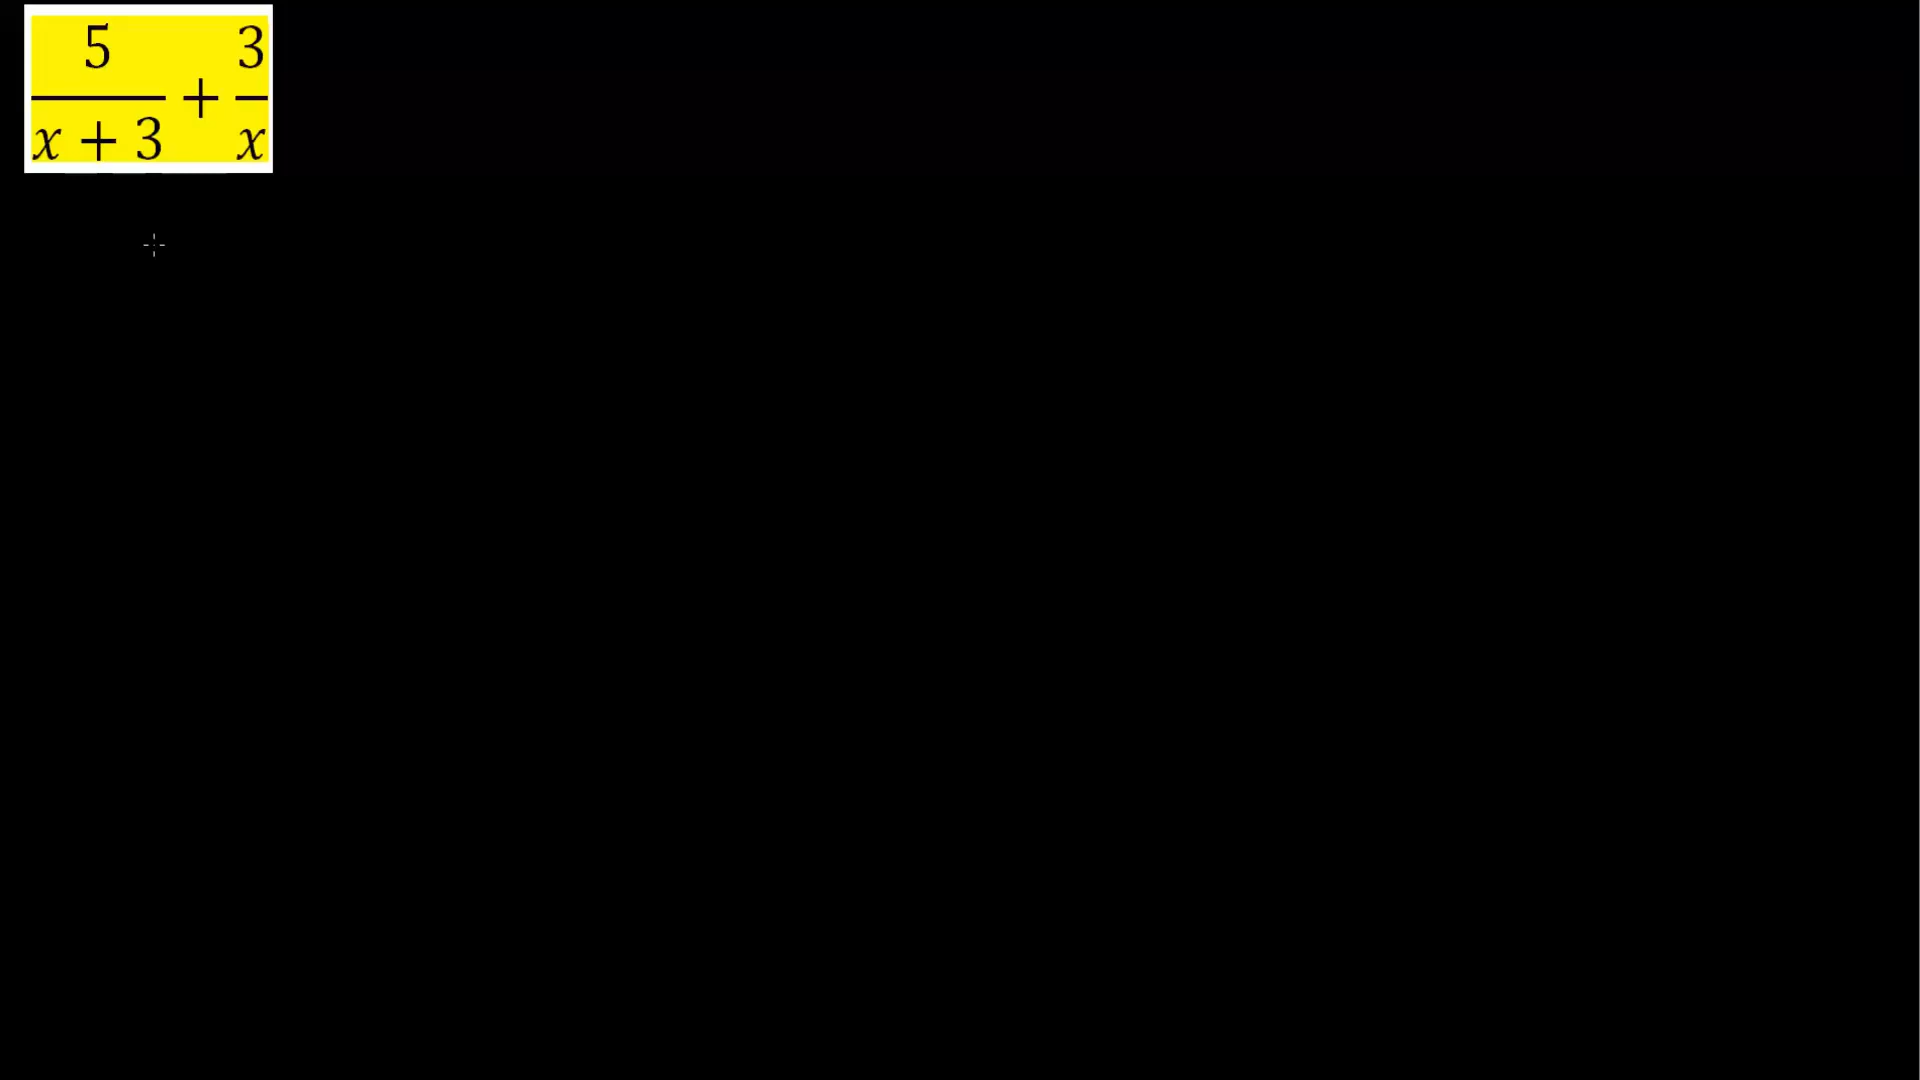 5/(x + 3) + 3/x